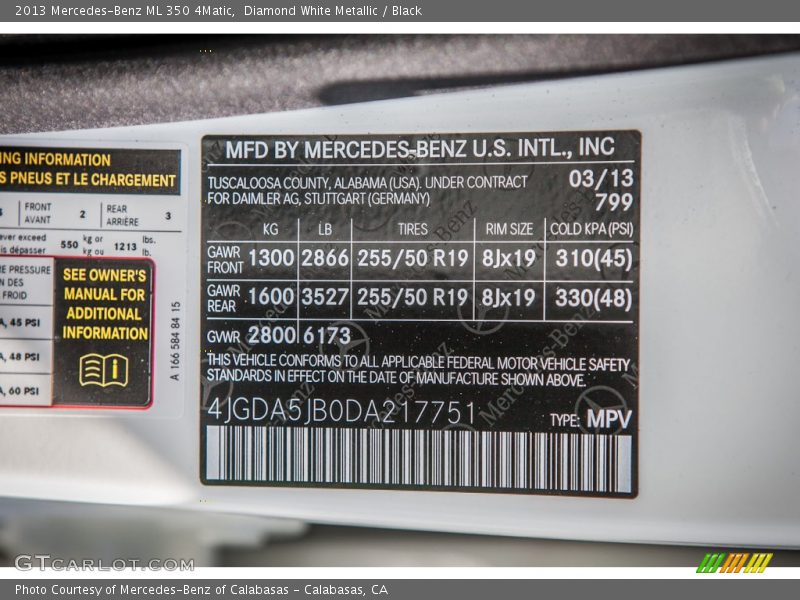 2013 Mercedes-Benz ML 350 4Matic,  Diamond White Metallic / Black
NG INFORMATION
S PNEUS ET LE CHARGEMENT
FRONT
AVANT
2
REAR
ARRIÈRE
3
ever exceed
is dépasser
550
kg or
kg ou
1213
lbs.
lb.
E PRESSURE
N DES
FROID
A, 45 PSI
A, 48 PSI
A, 60 PSI
SEE OWNER'S
MANUAL FOR
ADDITIONAL
INFORMATION
A 166 584 84 15
MFD BY MERCEDES-BENZ U.S. INTL., INC
TUSCALOOSA COUNTY, ALABAMA (USA). UNDER CONTRACT
FOR DAIMLER AG, STUTTGART (GERMANY)
03/13
799
KG LB TIRES RIM SIZE COLD KPA (PSI)
GAWR
FRONT
1300 2866 255/50 R19 8Jx19 310(45)
GAWR
REAR
1600 3527 255/50 R19 8Jx19 330(48)
GVWR 2800 6173
THIS VEHICLE CONFORMS TO ALL APPLICABLE FEDERAL MOTOR VEHICLE SAFETY
STANDARDS IN EFFECT ON THE DATE OF MANUFACTURE SHOWN ABOVE.
4JGDA5JB0DA217751
TYPE: MPV
GTCARLOT.COM
Photo Courtesy of Mercedes-Benz of Calabasas - Calabasas, CA